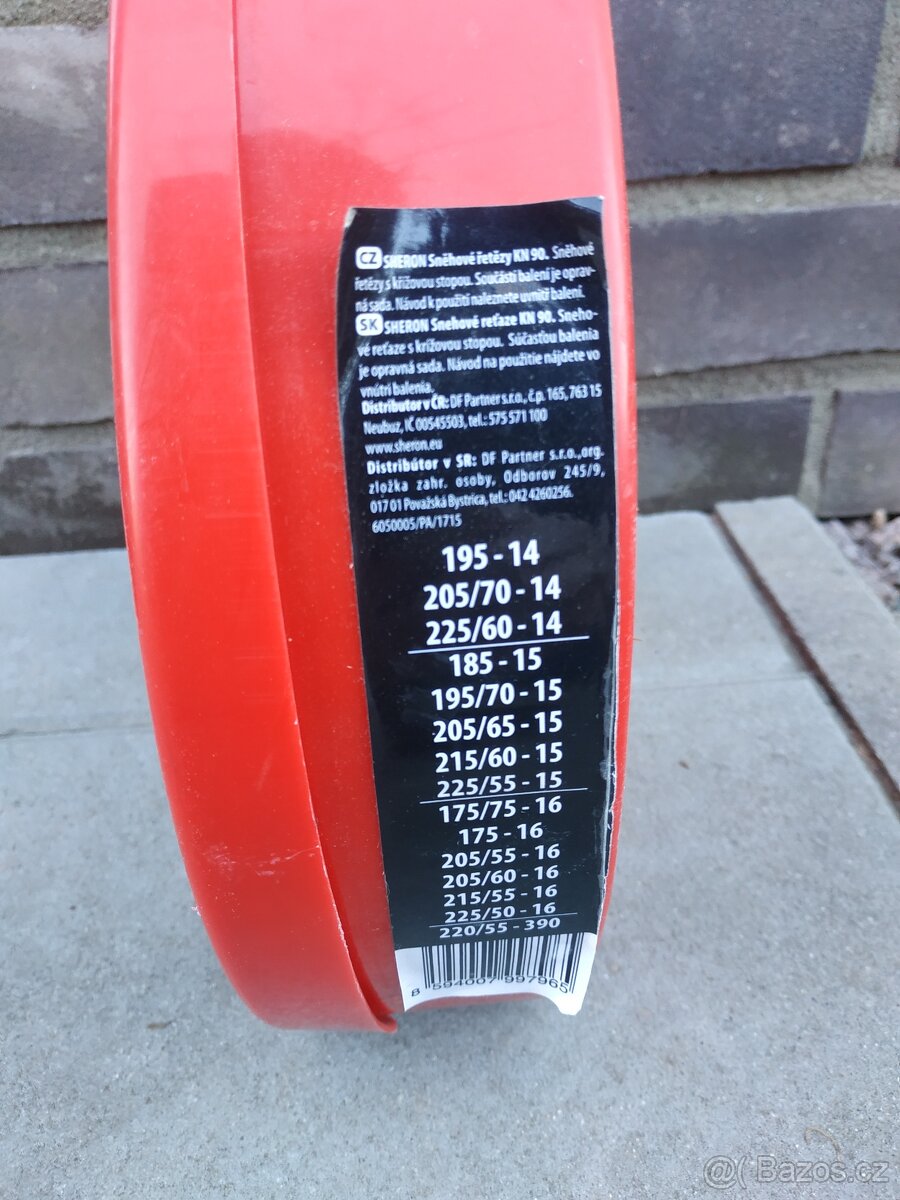 CZ SHERON Sněhové řetězy KN 90. Sněhové
řetězy s křížovou stopou. Součástí balení je oprav-
ná sada. Návod k použití naleznete uvnitř balení.
SK SHERON Snehové reťaze KN 90. Sneho-
vé reťaze s krížovou stopou. Súčasťou balenia
je opravná sada. Návod na použitie nájdete vo
vnútri balenia.
Distributor v ČR: DF Partner s.r.o., č.p. 165, 763 15
Neubuz, IČ 00545503, tel.: 575 571 100
www.sheron.eu
Distribútor v SR: DF Partner s.r.o.,org.
zložka zahr. osoby, Odborov 245/9,
017 01 Považská Bystrica, tel.: 042 4260256.
6050005/PA/1715
195 - 14
205/70 - 14
225/60 - 14
185 - 15
195/70 - 15
205/65 - 15
215/60 - 15
225/55 - 15
175/75 - 16
175 - 16
205/55 - 16
205/60 - 16
215/55 - 16
225/50 - 16
220/55 - 390
8 594007 997965
@( Bazos.cz